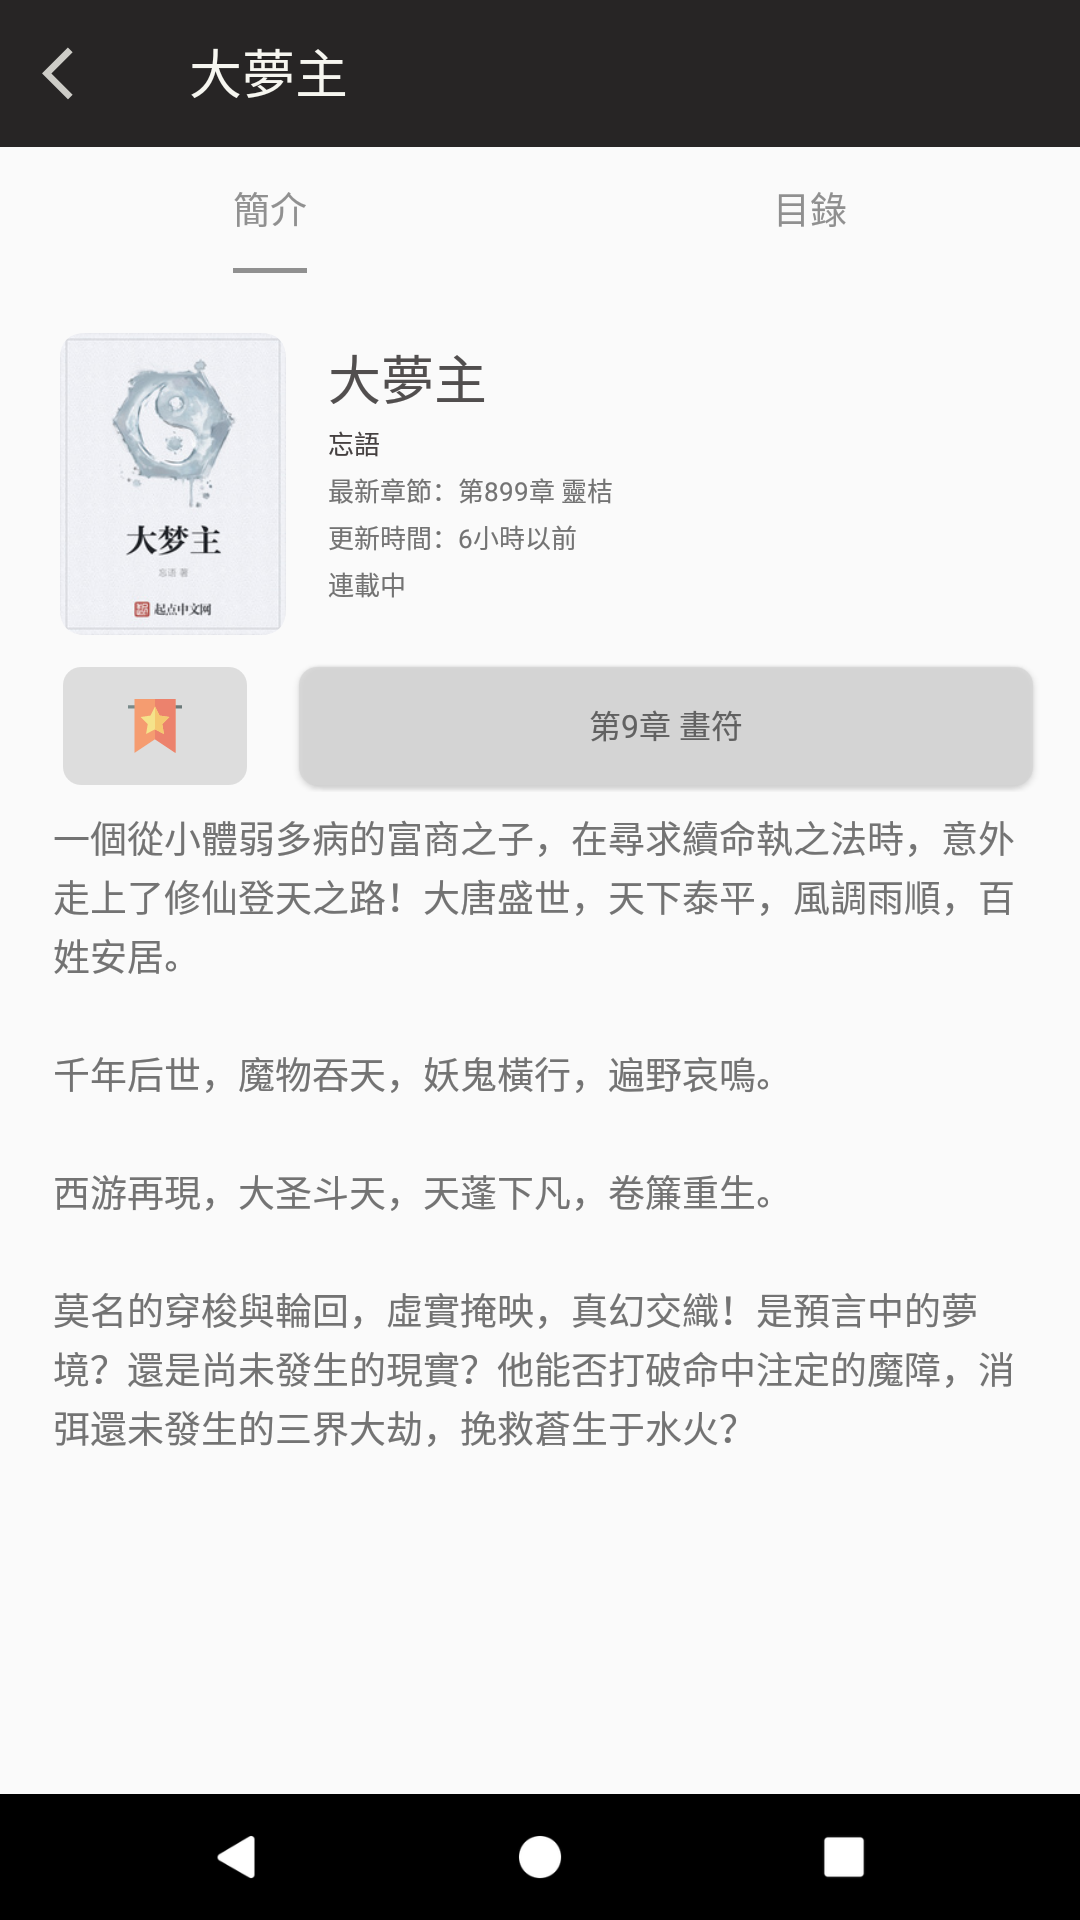 大夢主
簡介
目錄
大梦主
忘语 著
起点中文网
大夢主
忘語
最新章節：第899章 靈桔
更新時間：6小時以前
連載中
第9章 畫符
一個從小體弱多病的富商之子，在尋求續命執之法時，意外
走上了修仙登天之路！大唐盛世，天下泰平，風調雨順，百
姓安居。
千年后世，魔物吞天，妖鬼橫行，遍野哀鳴。
西游再現，大圣斗天，天蓬下凡，卷簾重生。
莫名的穿梭與輪回，虛實掩映，真幻交織！是預言中的夢
境？還是尚未發生的現實？他能否打破命中注定的魔障，消
弭還未發生的三界大劫，挽救蒼生于水火？